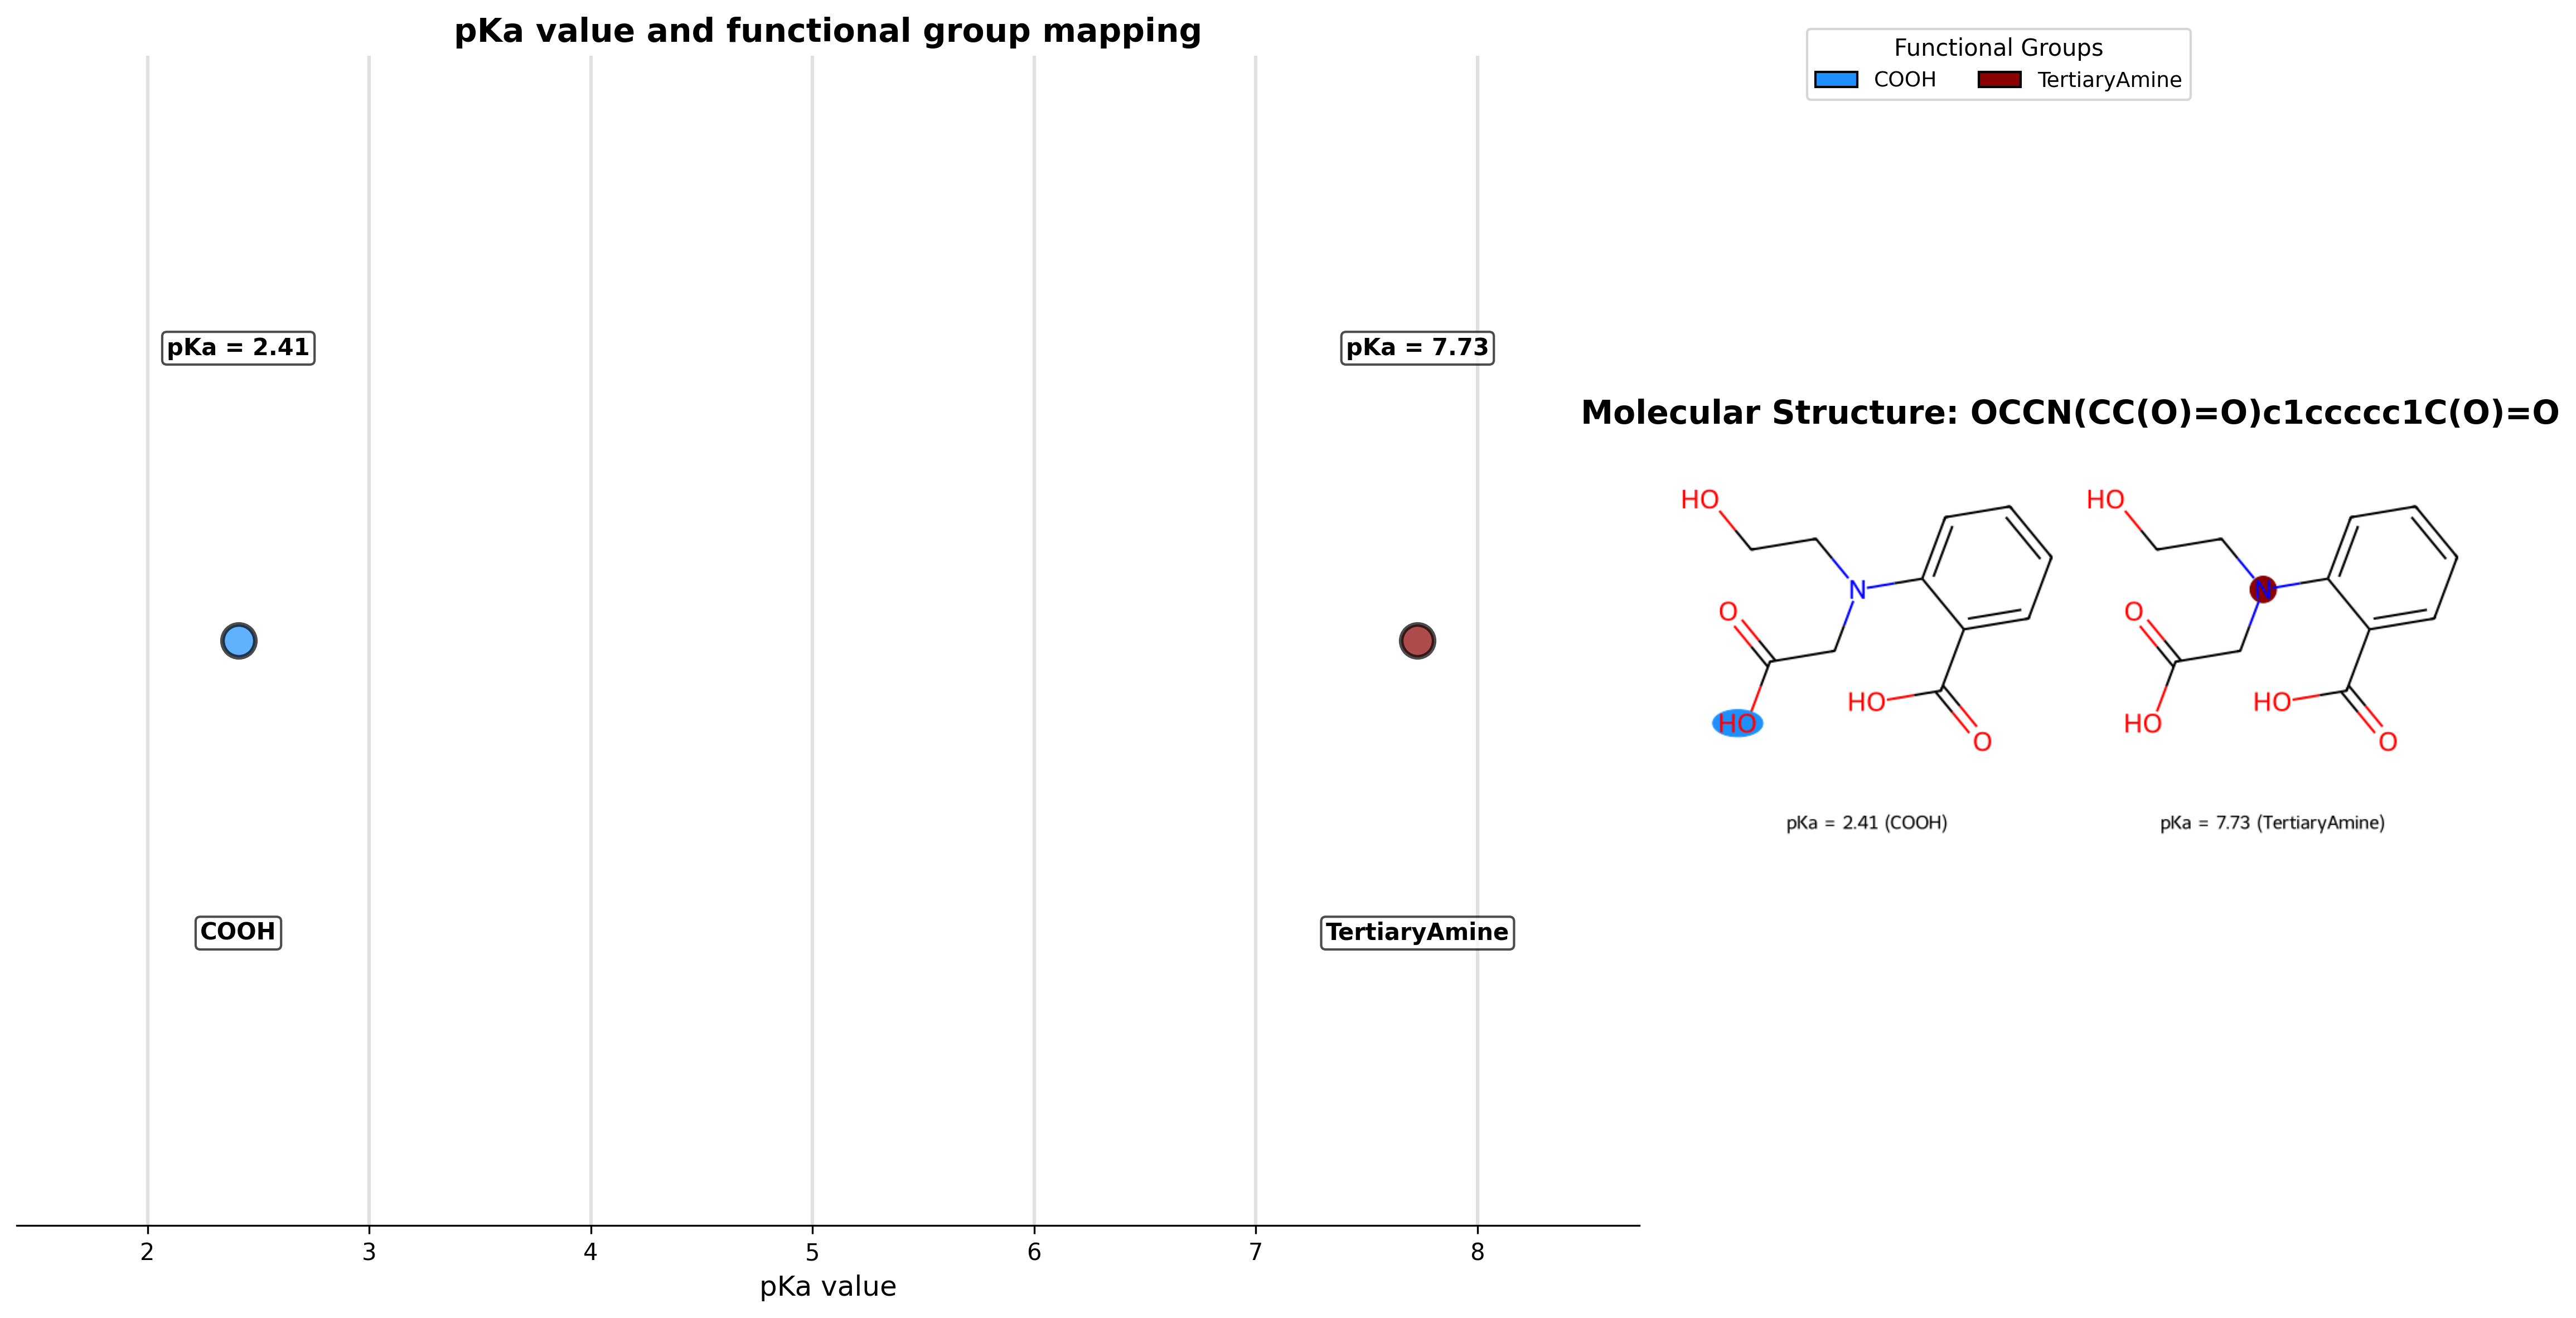 pKa value and functional group mapping
Functional Groups
COOH
TertiaryAmine
pKa = 2.41
pKa = 7.73
COOH
TertiaryAmine
2 3 4 5 6 7 8
pKa value
Molecular Structure: OCCN(CC(O)=O)c1ccccc1C(O)=O
HO
N
O
HO
HO
O
HO
N
O
HO
HO
O
pKa = 2.41 (COOH)
pKa = 7.73 (TertiaryAmine)